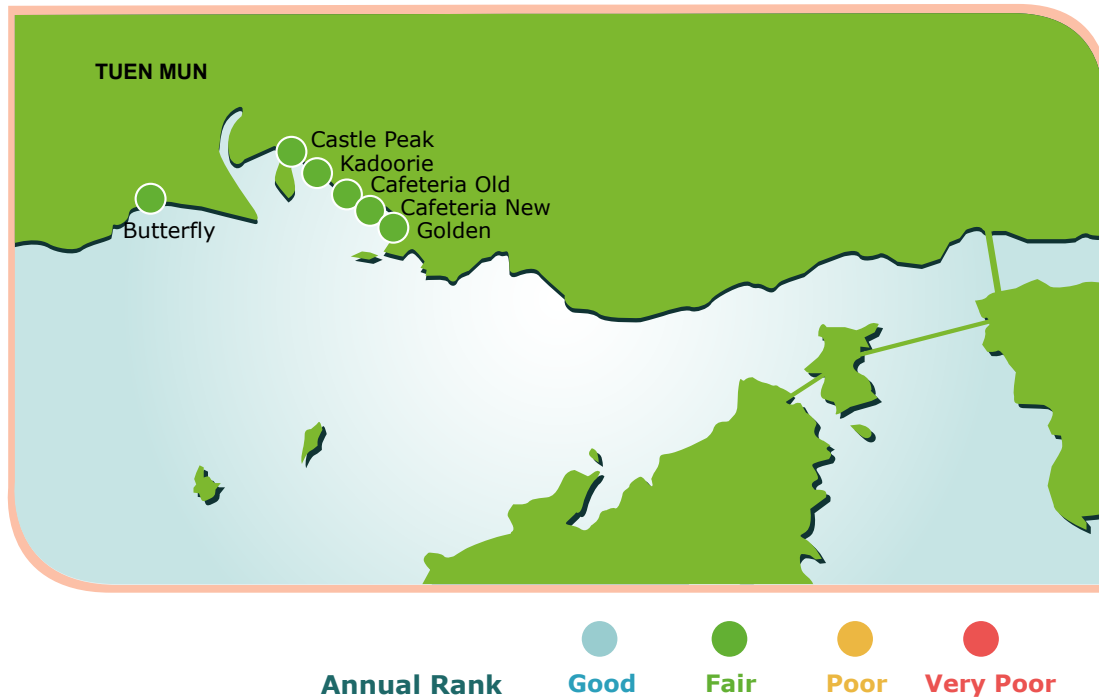 TUEN MUN
Castle Peak
Kadoorie
Cafeteria Old
Cafeteria New
Golden
Butterfly
Annual Rank
Good
Fair
Poor
Very Poor